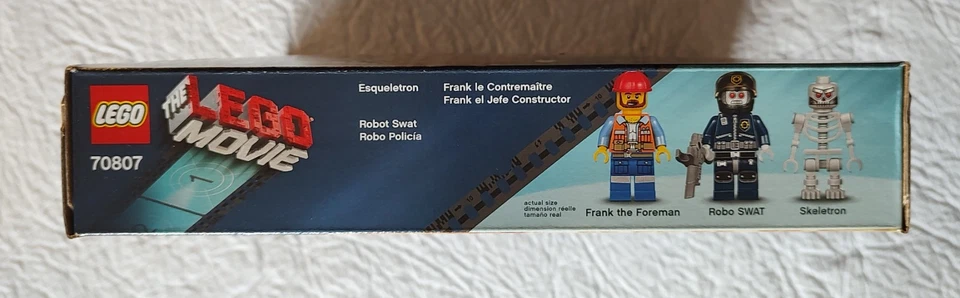 LEGO
70807
THE
LEGO
MOVIE
1
Esqueletron
Robot Swat
Robo Policía
Frank le Contremaître
Frank el Jefe Constructor
actual size
dimension réelle
tamaño real
Frank the Foreman
Robo SWAT
Skeletron